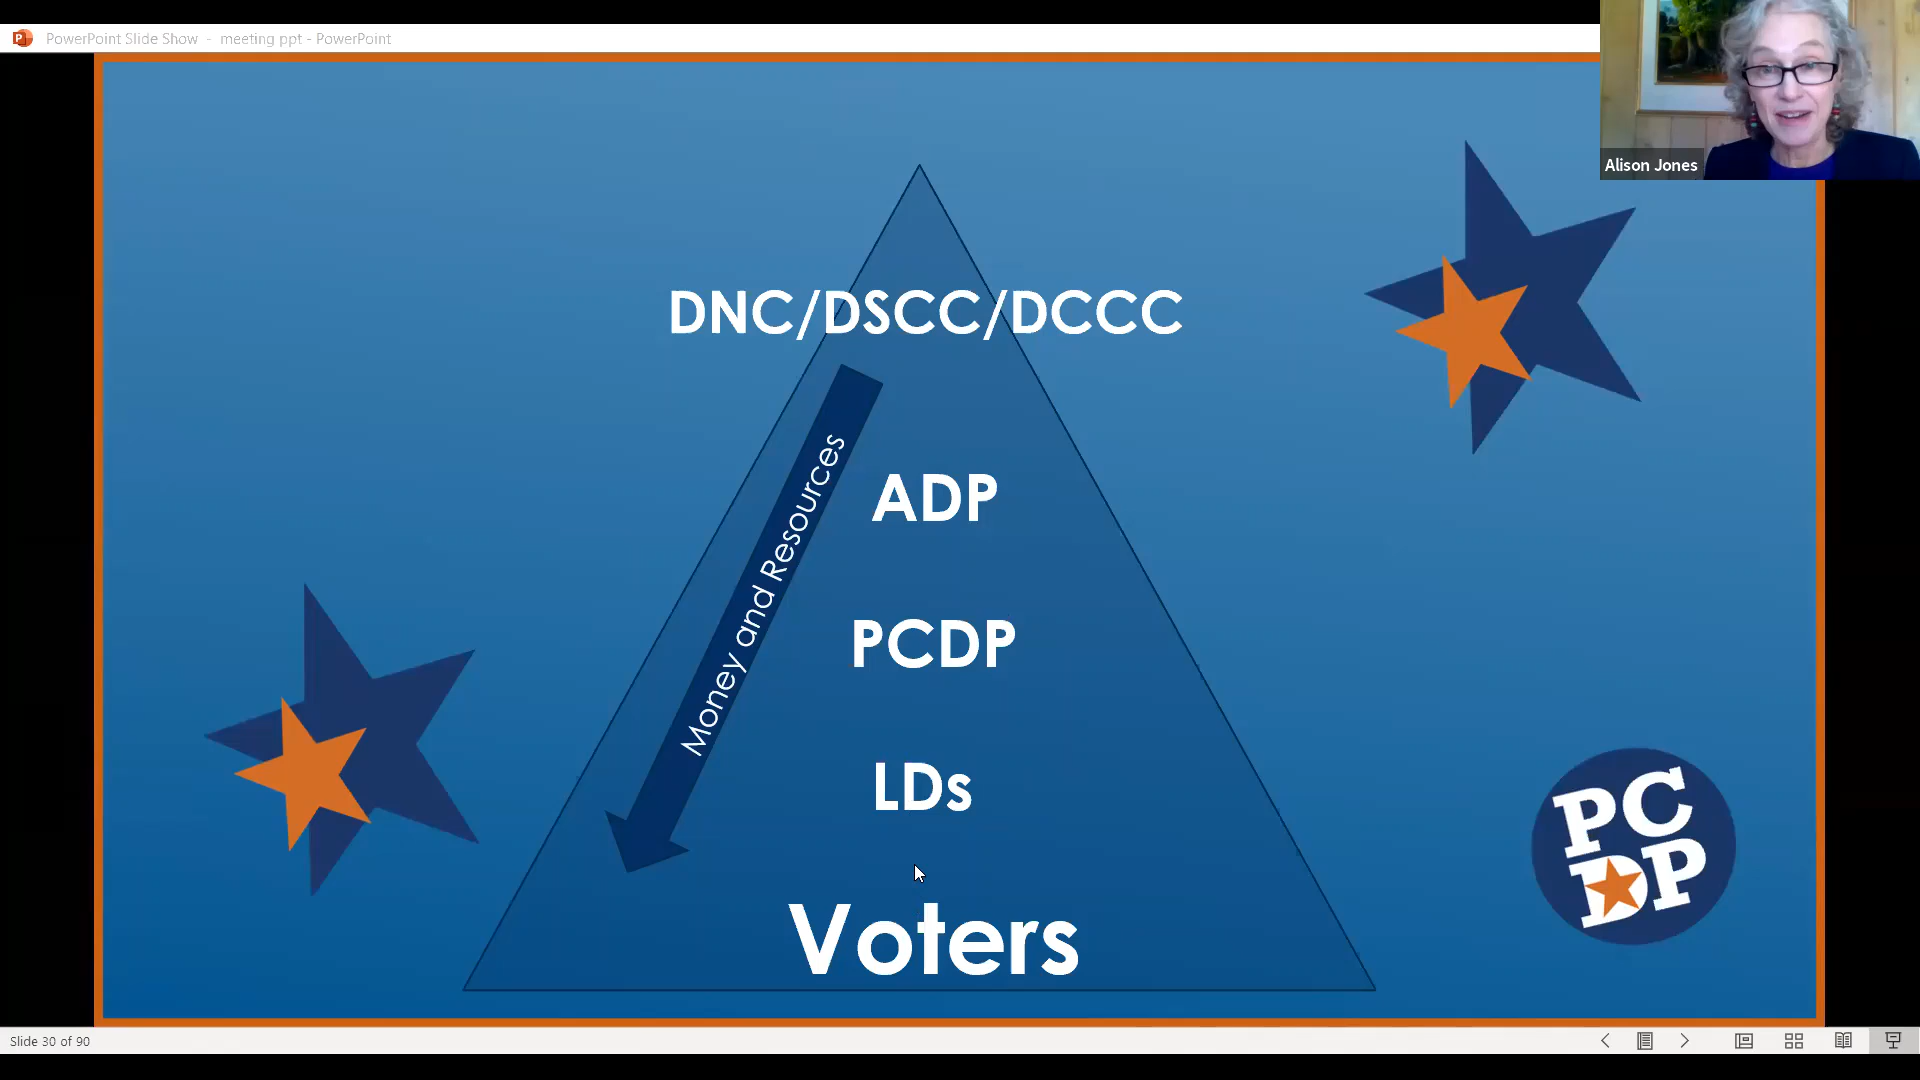 PowerPoint Slide Show - meeting ppt - PowerPoint
Alison Jones
DNC/DSCC/DCCC
Money and Resources
ADP
PCDP
LDs
Voters
PC
DP
Slide 30 of 90